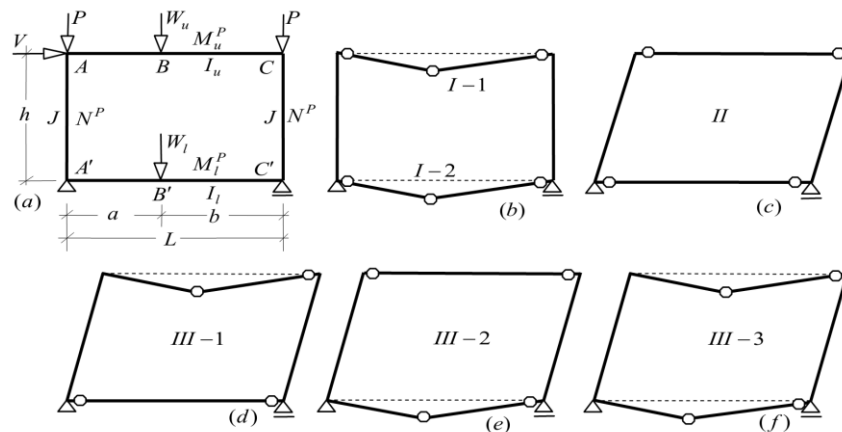 P W_u P
V M_u^P
A B I_u C
h J N^P J N^P
W_l
A' M_l^P C'
(a) B' I_l
a b
L
I-1
I-2
(b)
II
(c)
III-1
(d)
III-2
(e)
III-3
(f)